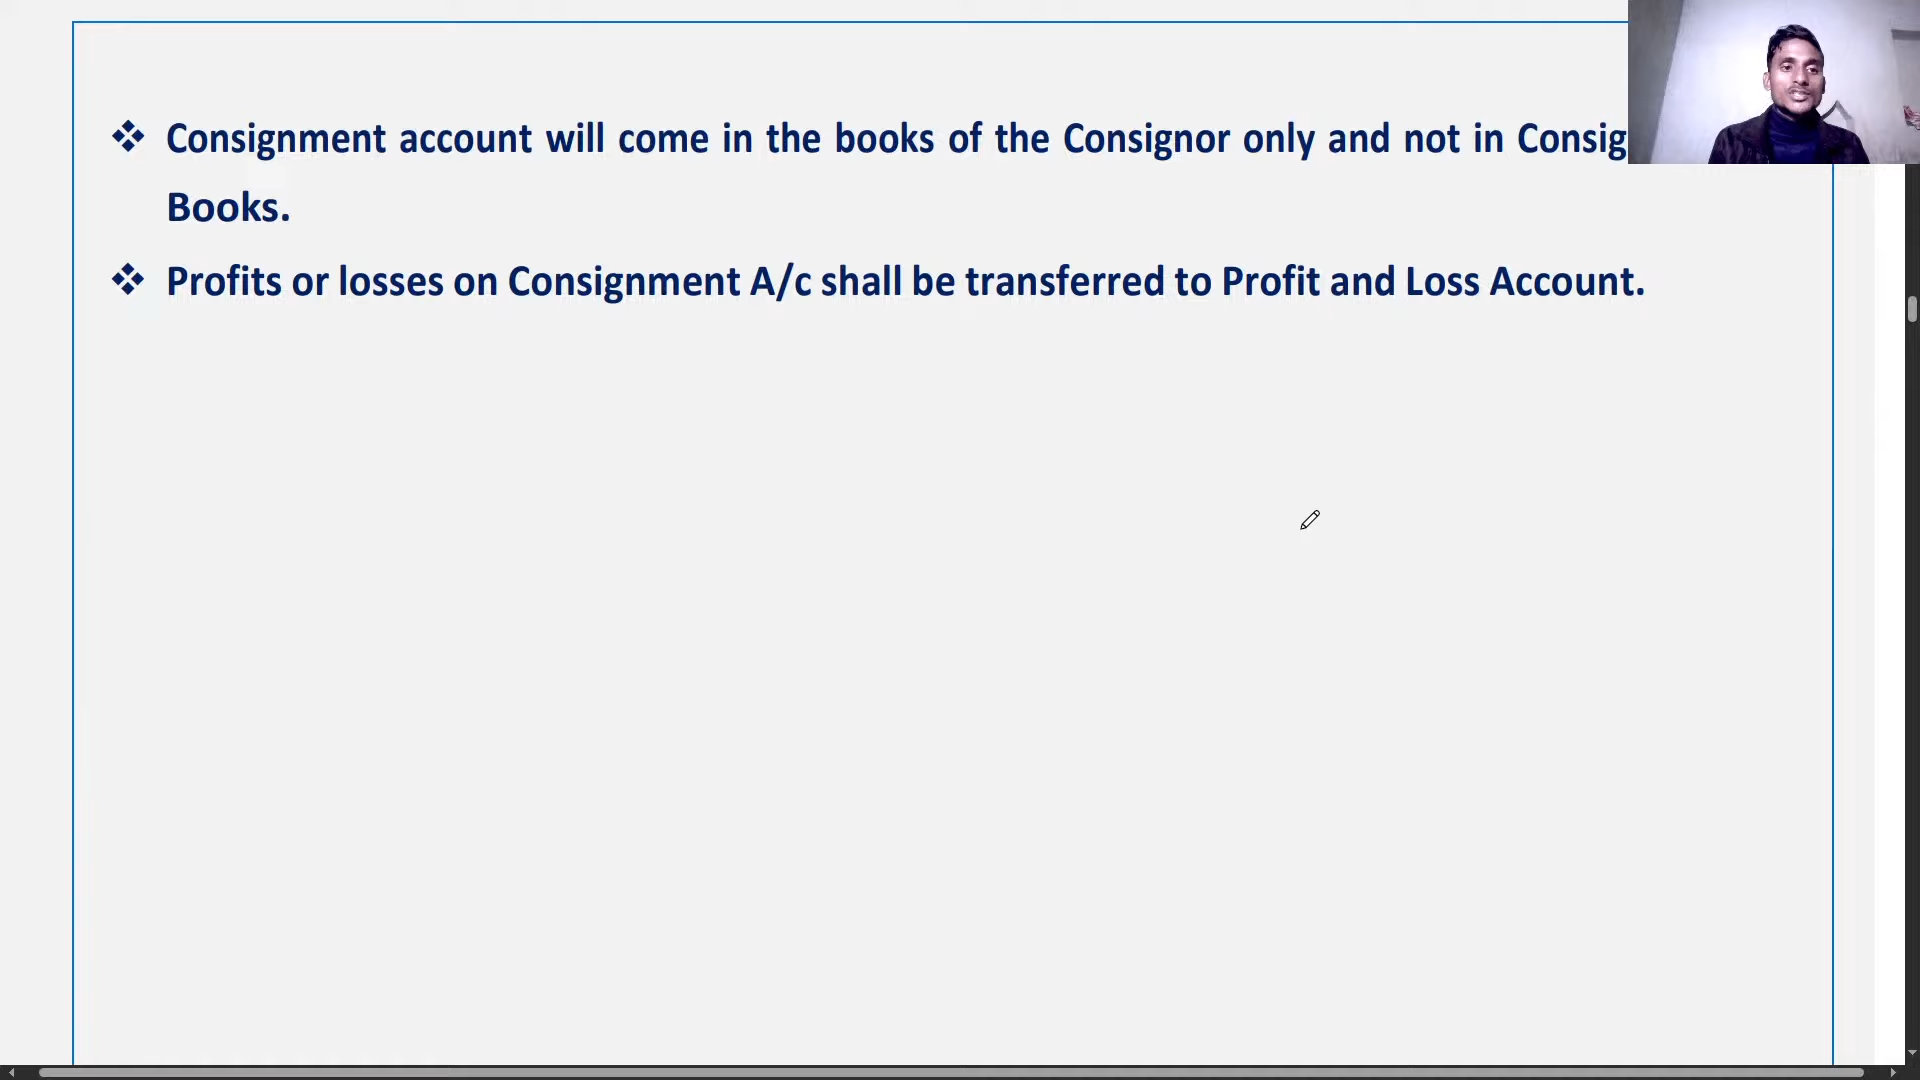 Consignment account will come in the books of the Consignor only and not in
Books.
Profits or losses on Consignment A/c shall be transferred to Profit and Loss Account.